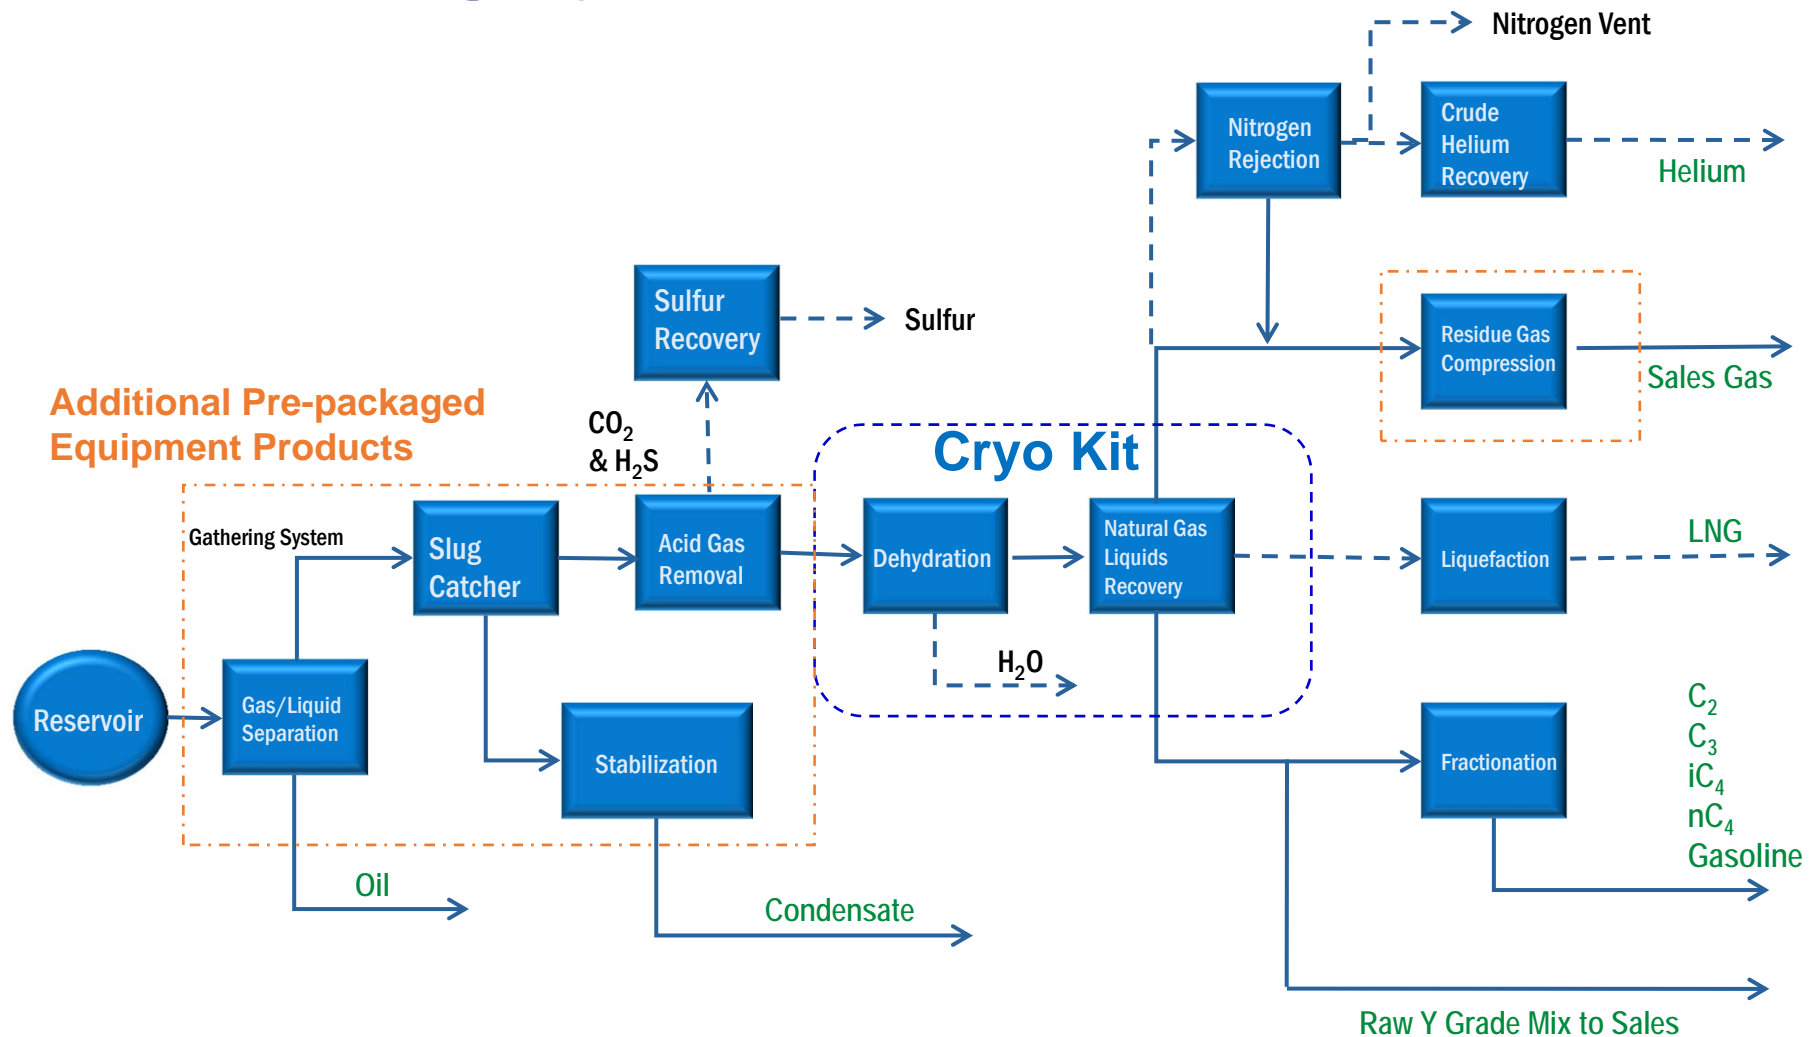 Nitrogen Vent
Nitrogen
Rejection
Crude
Helium
Recovery
Helium
Sulfur
Recovery
Sulfur
Residue Gas
Compression
Sales Gas
Additional Pre-packaged
Equipment Products
CO₂
& H₂S
Cryo Kit
Gathering System
Slug
Catcher
Acid Gas
Removal
Dehydration
Natural Gas
Liquids
Recovery
Liquefaction
LNG
H₂O
Reservoir
Gas/Liquid
Separation
Stabilization
Fractionation
C₂
C₃
iC₄
nC₄
Gasoline
Oil
Condensate
Raw Y Grade Mix to Sales